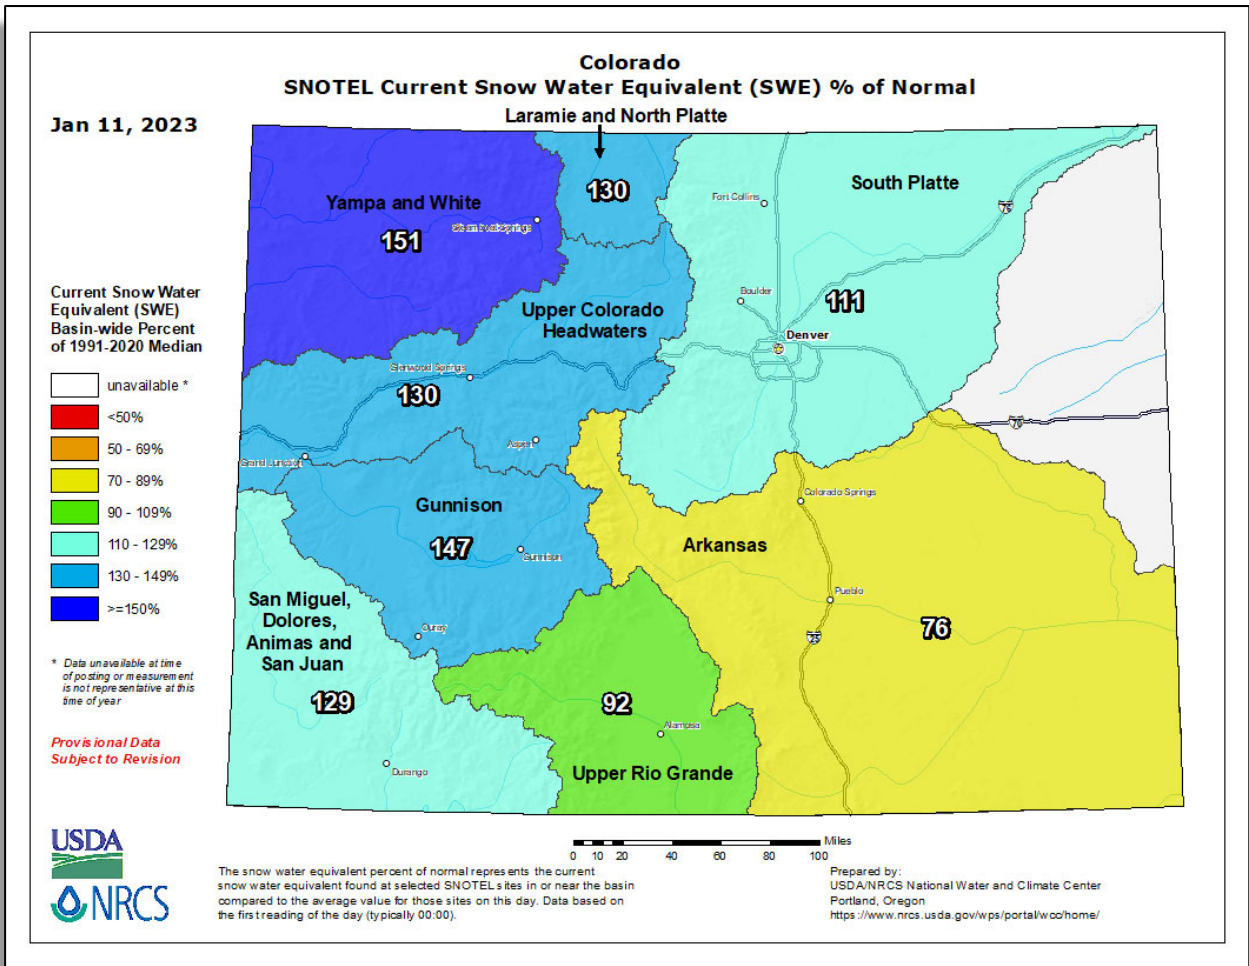 Colorado
SNOTEL Current Snow Water Equivalent (SWE) % of Normal
Jan 11, 2023
Laramie and North Platte
130
Yampa and White
151
Steamboat Springs
Fort Collins
South Platte
76
Boulder
111
Denver
Upper Colorado
Headwaters
Glenwood Springs
130
Aspen
Grand Junction
70
Gunnison
147
Gunnison
Colorado Springs
Arkansas
Pueblo
76
25
San Miguel,
Dolores,
Animas and
San Juan
129
Ouray
Durango
92
Alamosa
Upper Rio Grande
Current Snow Water
Equivalent (SWE)
Basin-wide Percent
of 1991-2020 Median
unavailable *
<50%
50 - 69%
70 - 89%
90 - 109%
110 - 129%
130 - 149%
>=150%
* Data unavailable at time
of posting or measurement
is not representative at this
time of year
Provisional Data
Subject to Revision
USDA
NRCS
Miles
0 10 20 40 60 80 100
The snow water equivalent percent of normal represents the current
snow water equivalent found at selected SNOTEL sites in or near the basin
compared to the average value for those sites on this day. Data based on
the first reading of the day (typically 00:00).
Prepared by:
USDA/NRCS National Water and Climate Center
Portland, Oregon
https://www.nrcs.usda.gov/wps/portal/wcc/home/